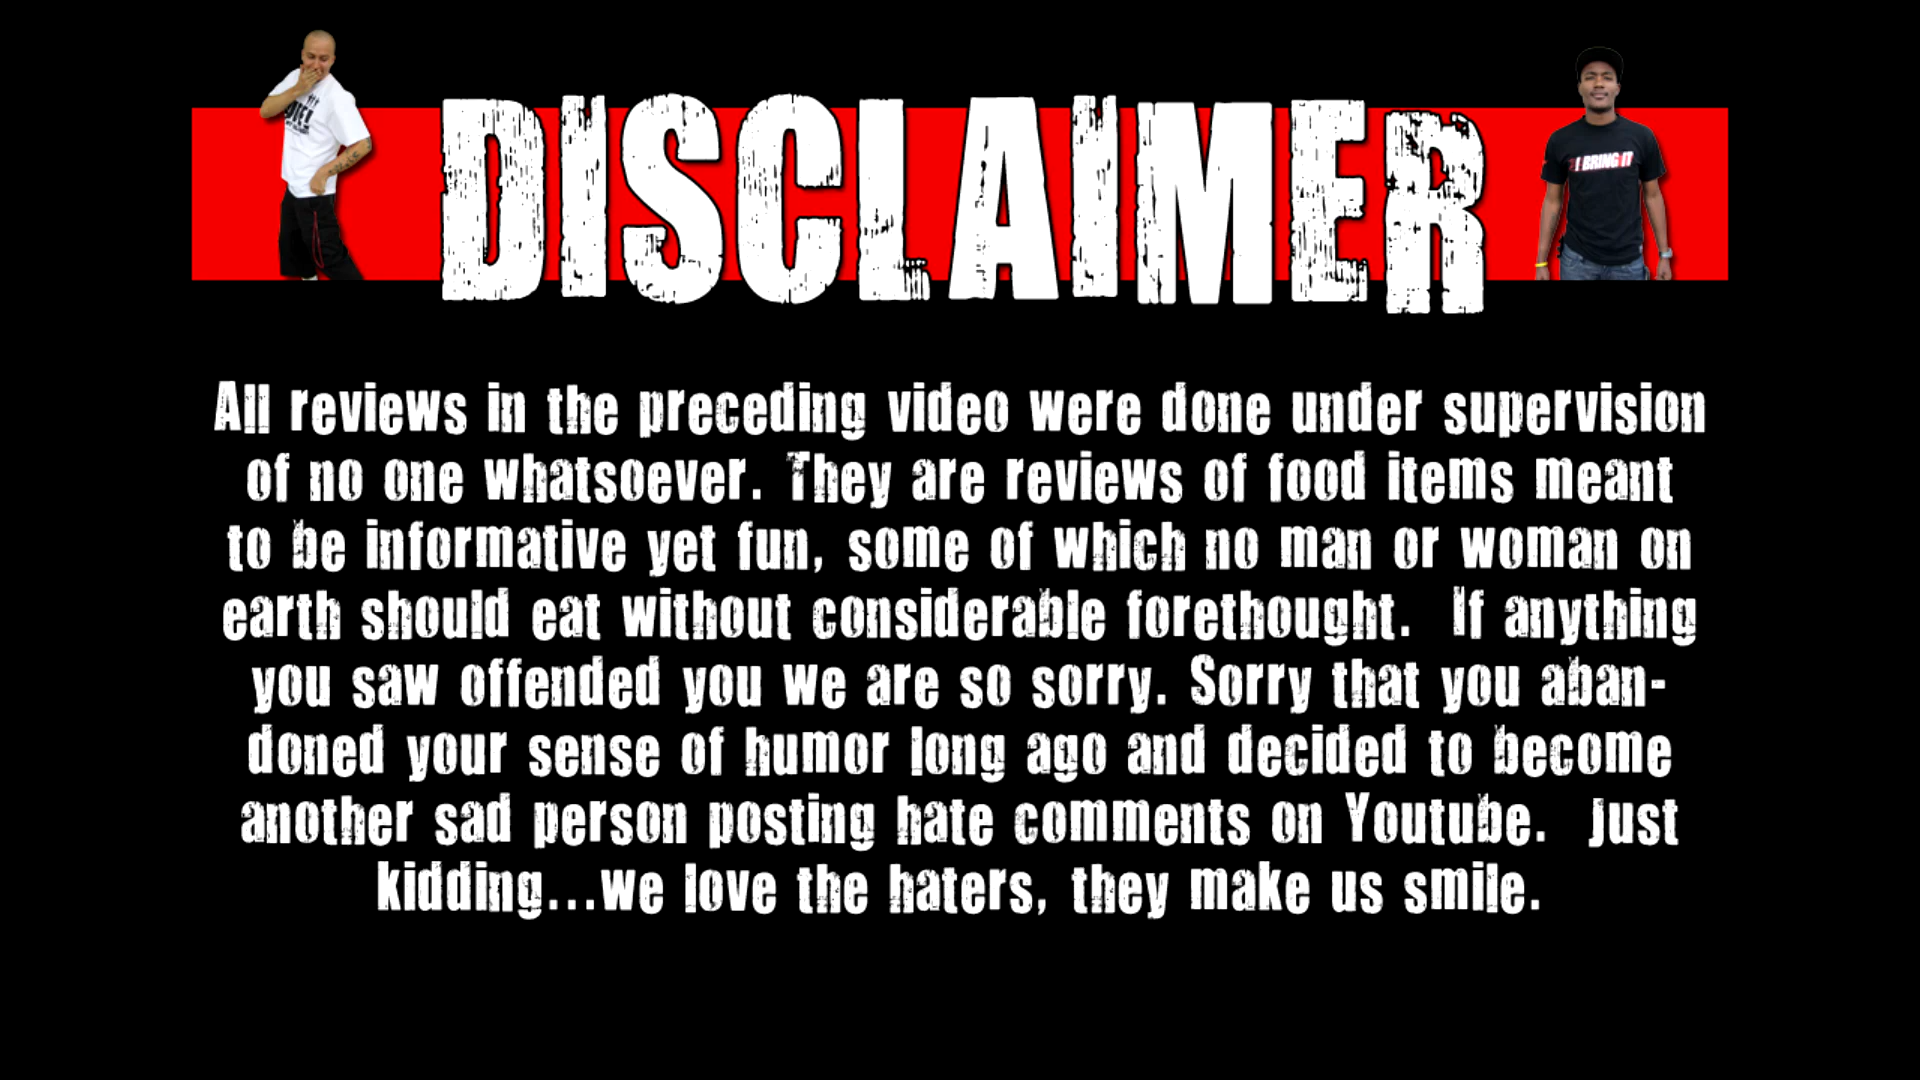 DISCLAIMER
DIET
I BRING IT
All reviews in the preceding video were done under supervision
of no one whatsoever. They are reviews of food items meant
to be informative yet fun, some of which no man or woman on
earth should eat without considerable forethought. If anything
you saw offended you we are so sorry. Sorry that you aban-
doned your sense of humor long ago and decided to become
another sad person posting hate comments on Youtube. Just
kidding...we love the haters, they make us smile.